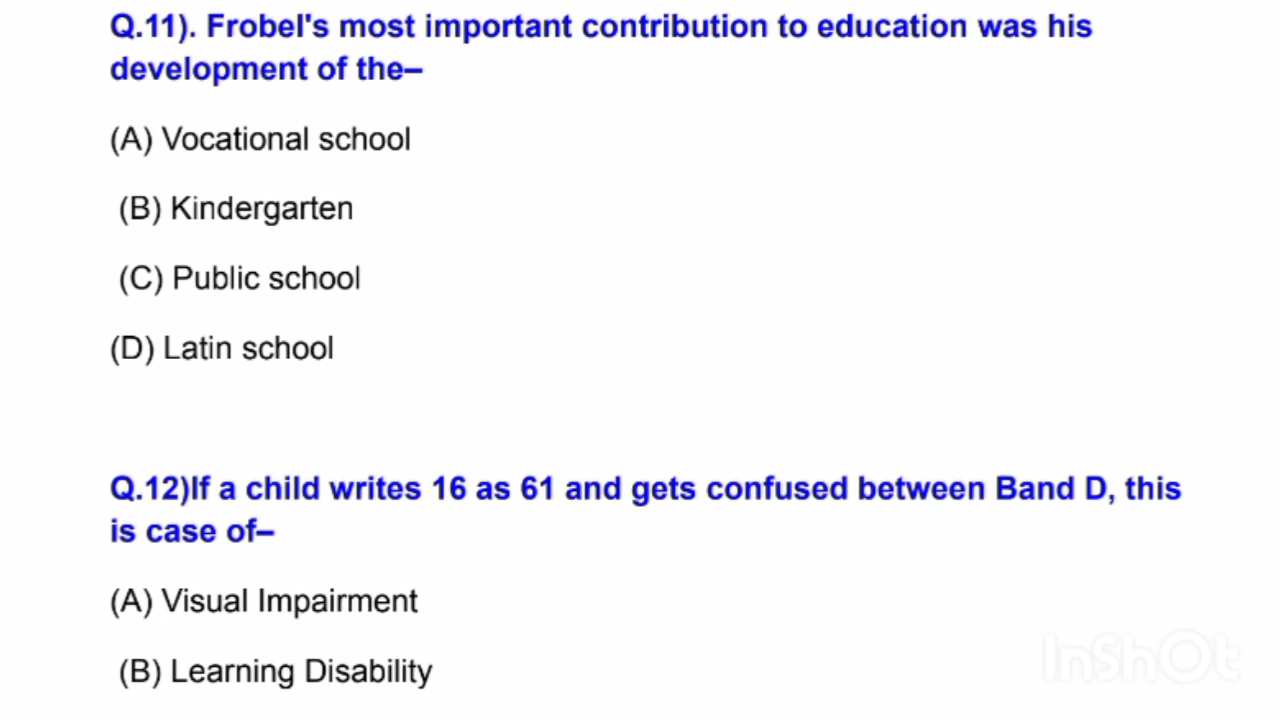 Q.11). Frobel's most important contribution to education was his
development of the–
(A) Vocational school
(B) Kindergarten
(C) Public school
(D) Latin school
Q.12)If a child writes 16 as 61 and gets confused between Band D, this
is case of–
(A) Visual Impairment
(B) Learning Disability
InShOt